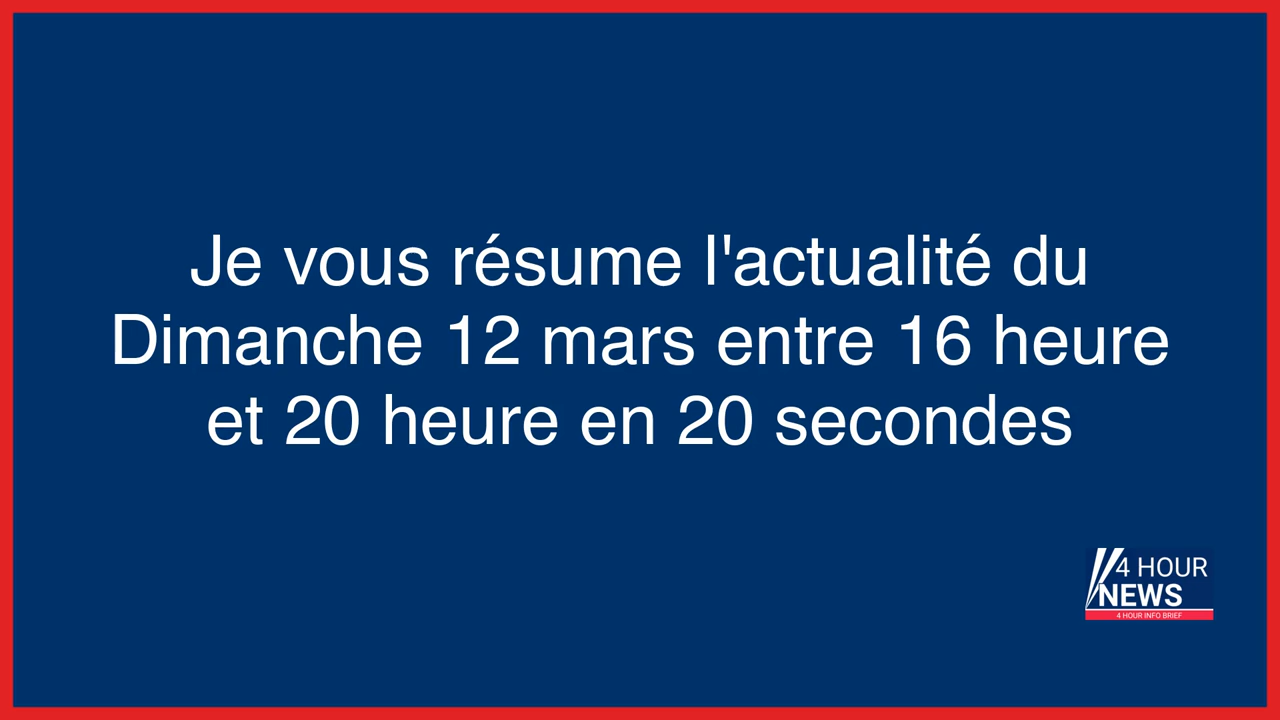 Je vous résume l'actualité du
Dimanche 12 mars entre 16 heure
et 20 heure en 20 secondes
4 HOUR
NEWS
4 HOUR INFO BRIEF